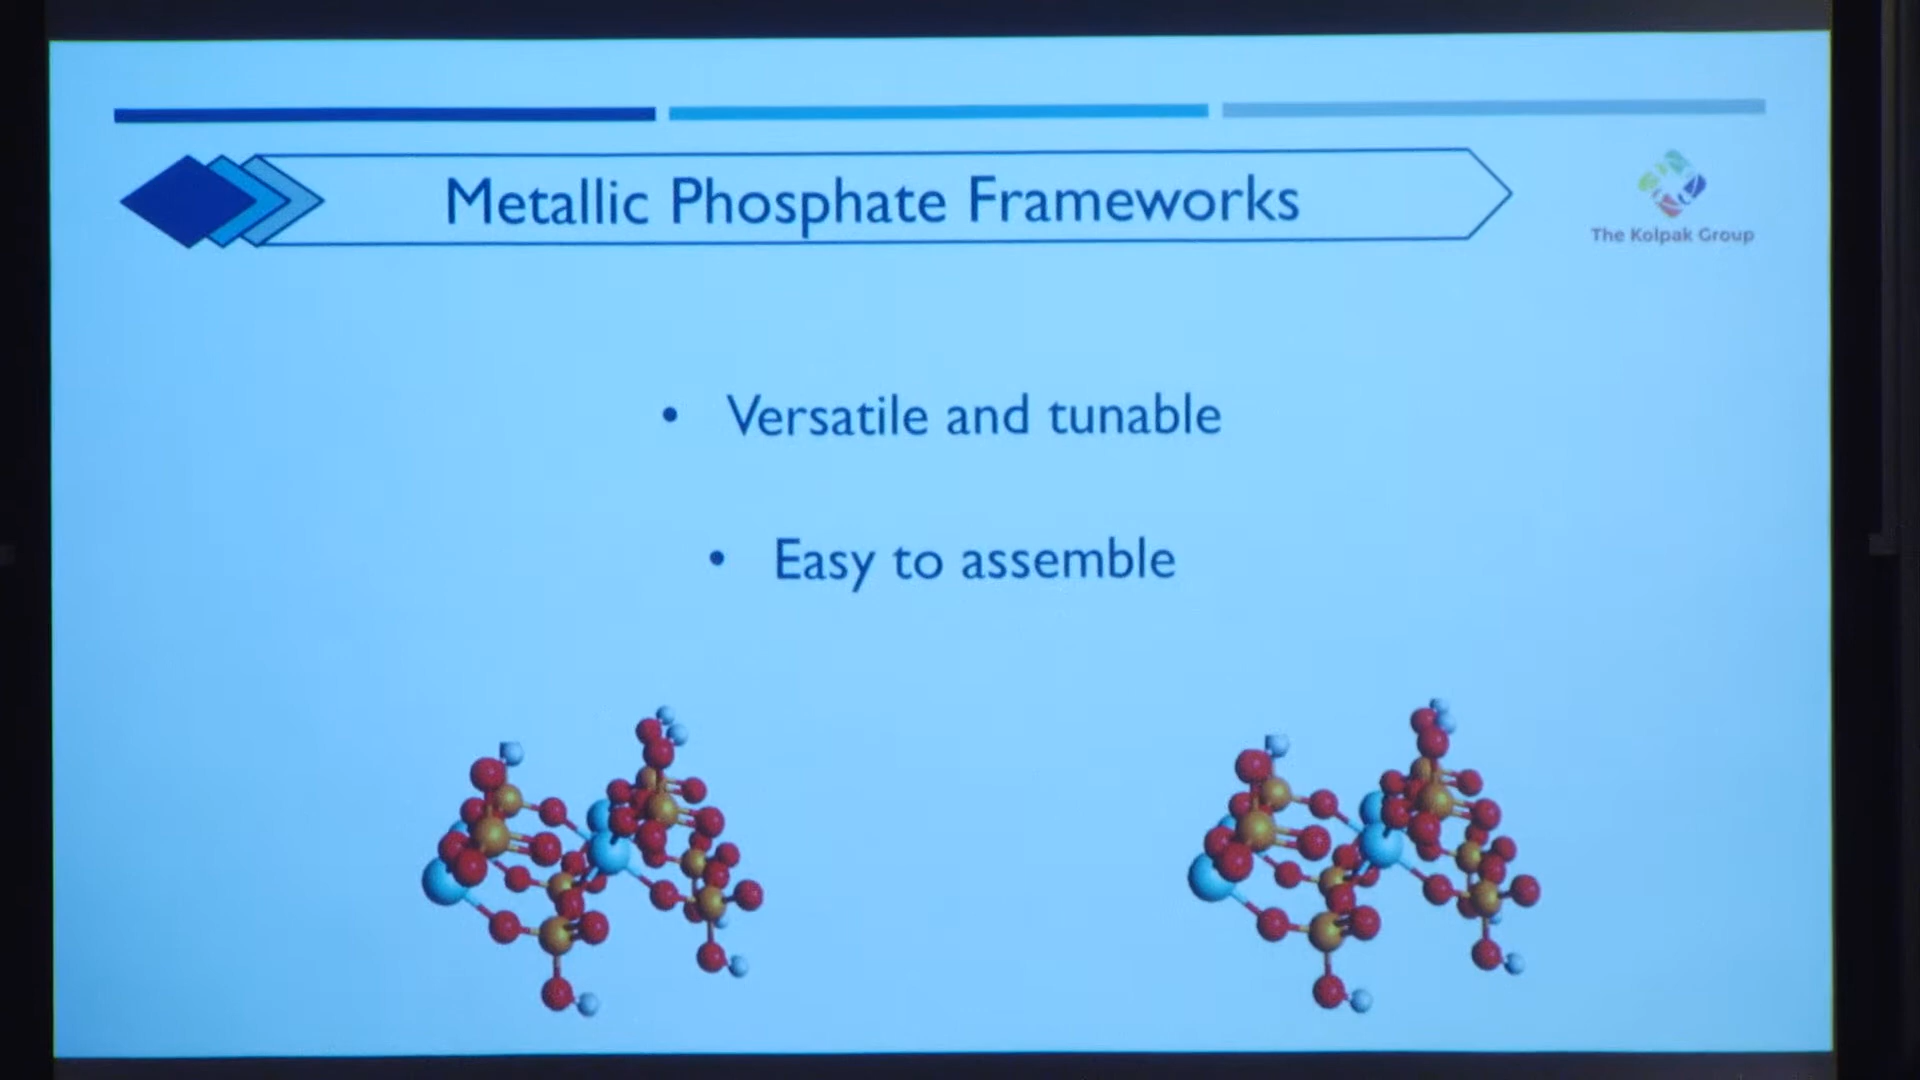 Metallic Phosphate Frameworks
The Kolpak Group
• Versatile and tunable
• Easy to assemble